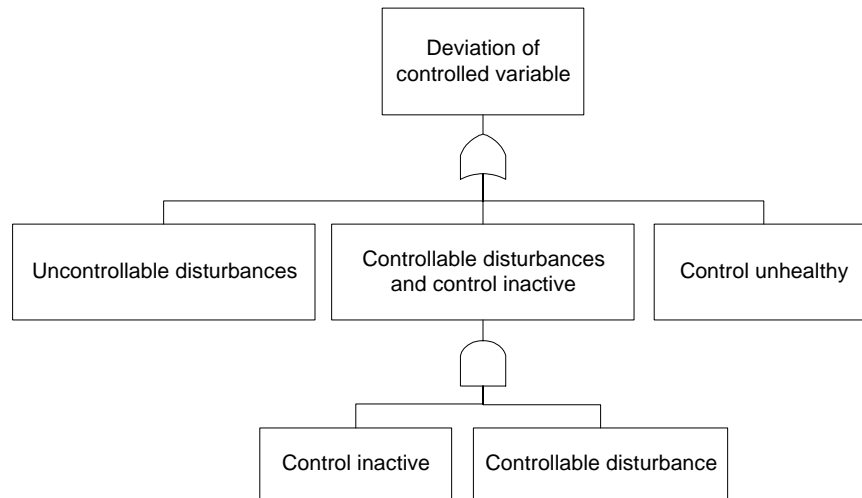 Deviation of
controlled variable
Uncontrollable disturbances
Controllable disturbances
and control inactive
Control unhealthy
Control inactive
Controllable disturbance